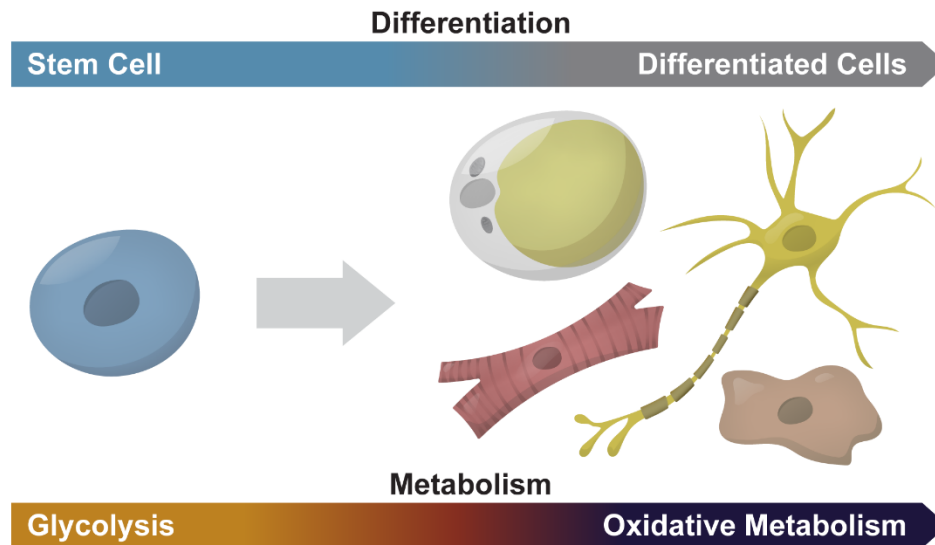 Differentiation
Stem Cell Differentiated Cells
Metabolism
Glycolysis Oxidative Metabolism